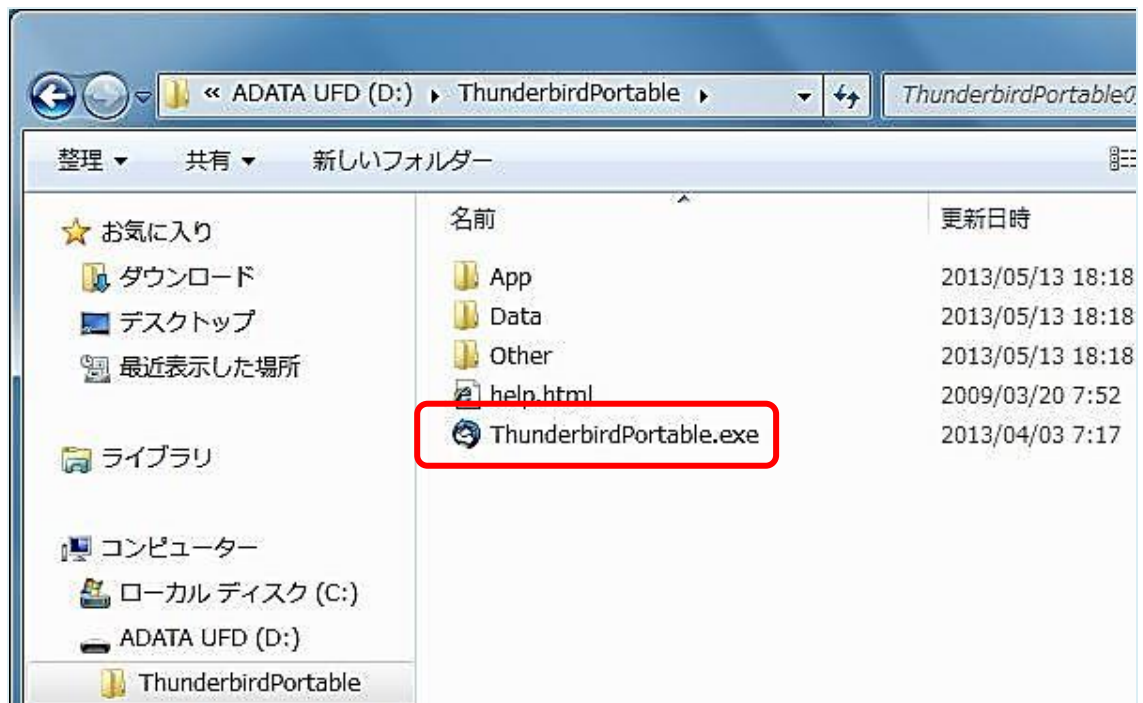 « ADATA UFD (D:) ▸ ThunderbirdPortable ▸
ThunderbirdPortable
整理 ▼ 共有 ▼ 新しいフォルダー
お気に入り
ダウンロード
デスクトップ
最近表示した場所
ライブラリ
コンピューター
ローカル ディスク (C:)
ADATA UFD (D:)
ThunderbirdPortable
名前 更新日時
App 2013/05/13 18:18
Data 2013/05/13 18:18
Other 2013/05/13 18:18
help.html 2009/03/20 7:52
ThunderbirdPortable.exe 2013/04/03 7:17